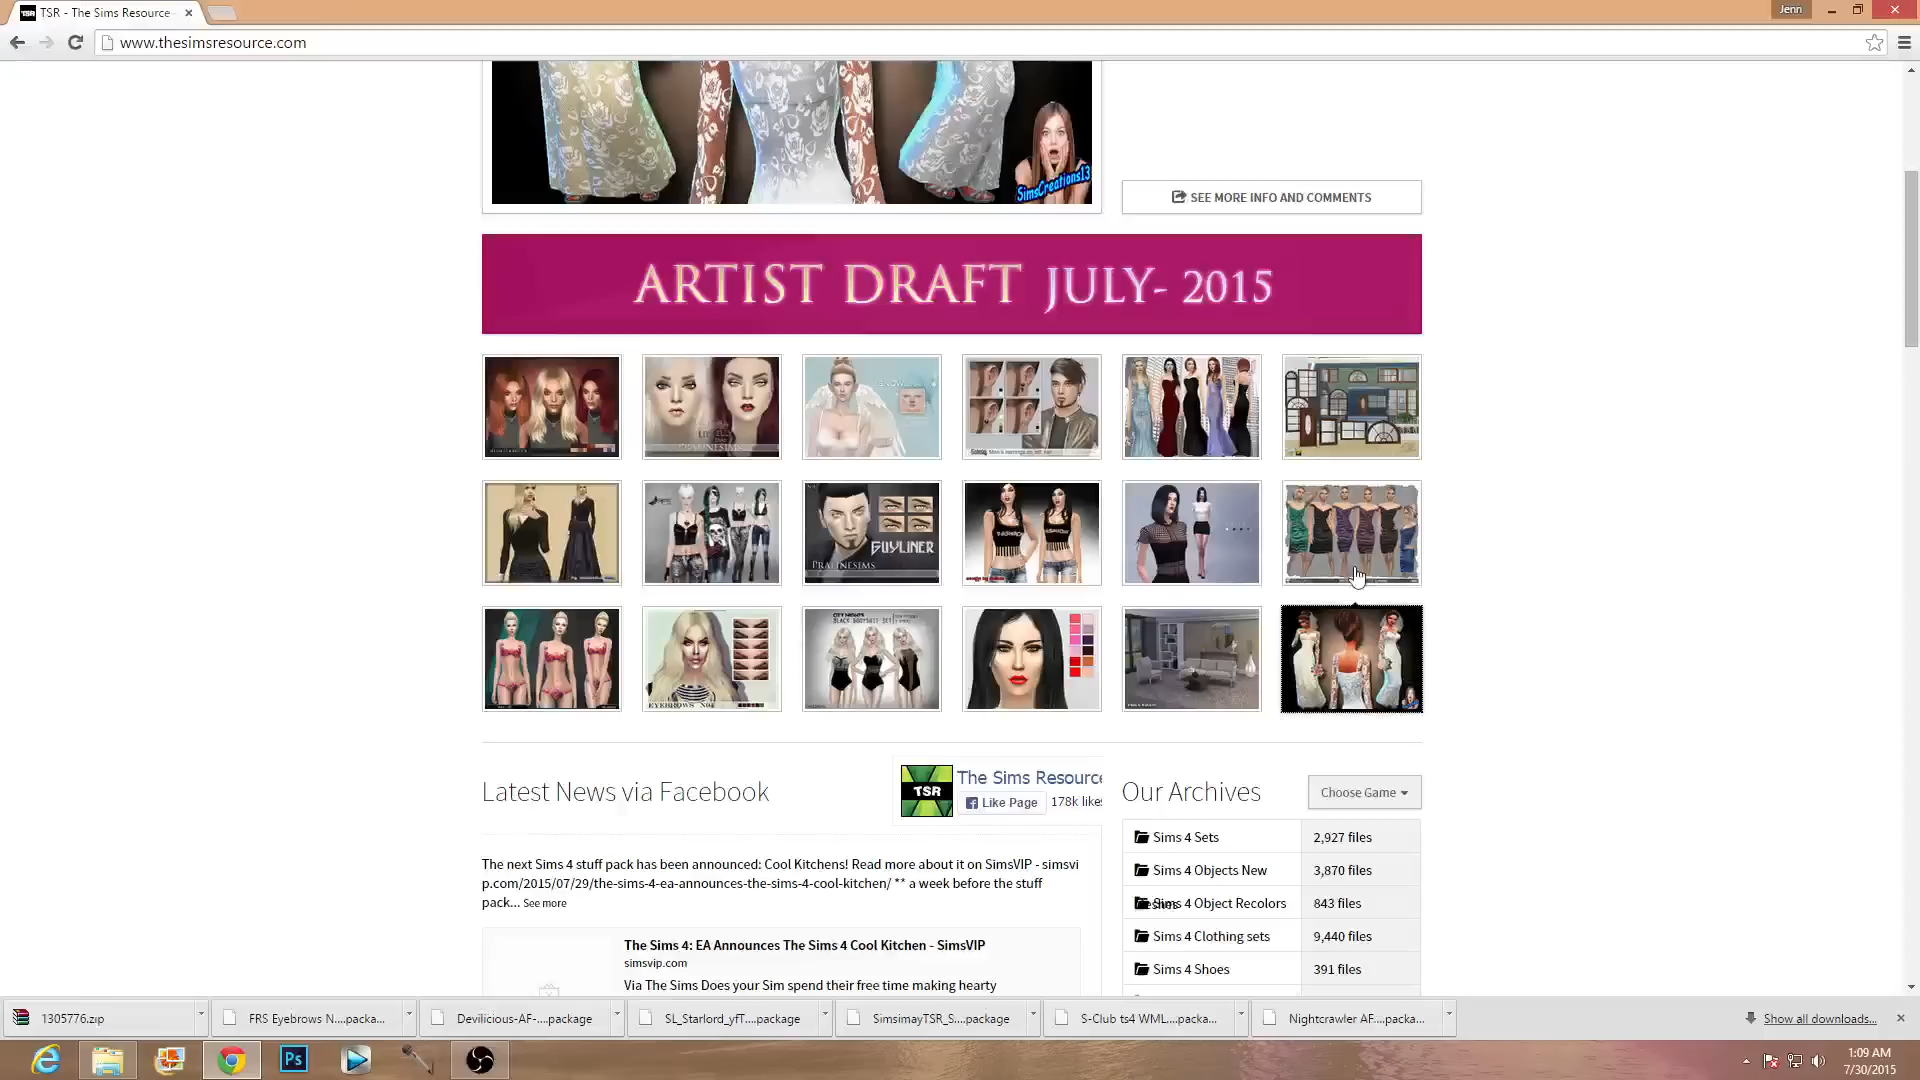 TSR - The Sims Resource
Jenn
www.thesimsresource.com
SimsCreations13
SEE MORE INFO AND COMMENTS
ARTIST DRAFT JULY- 2015
PRALINESIMS
GUYLINER
PRALINESIMS
EYEBROWS N04
Latest News via Facebook
TSR
The Sims Resource
Like Page
178k likes
Our Archives
Choose Game
Sims 4 Sets 2,927 files
Sims 4 Objects New 3,870 files
Sims 4 Object Recolors 843 files
Sims 4 Clothing sets 9,440 files
Sims 4 Shoes 391 files
The next Sims 4 stuff pack has been announced: Cool Kitchens! Read more about it on SimsVIP - simsvi
p.com/2015/07/29/the-sims-4-ea-announces-the-sims-4-cool-kitchen/ ** a week before the stuff
pack... See more
The Sims 4: EA Announces The Sims 4 Cool Kitchen - SimsVIP
simsvip.com
Via The Sims Does your Sim spend their free time making hearty
1305776.zip
FRS Eyebrows N....packa...
Devilicious-AF-....package
SL_Starlord_yfT....package
SimsimayTSR_S....package
S-Club ts4 WML....packa...
Nightcrawler AF....packa...
Show all downloads...
Ps
1:09 AM
7/30/2015